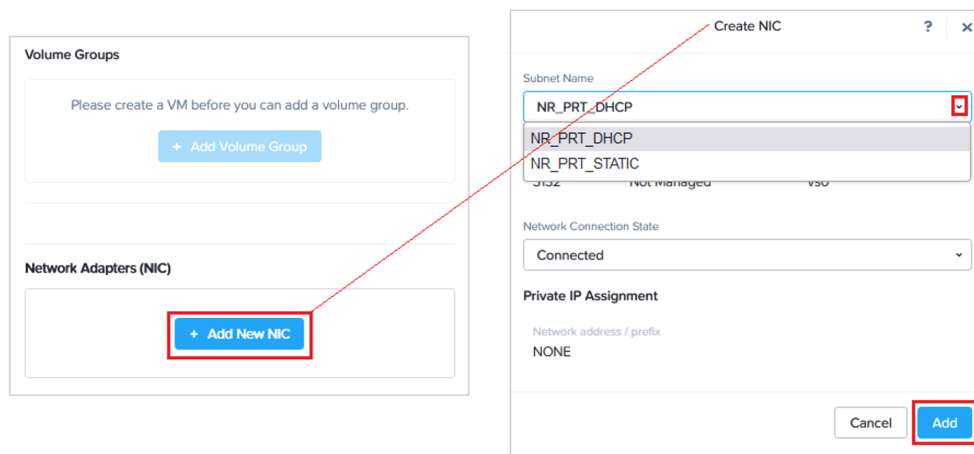 Volume Groups
Please create a VM before you can add a volume group.
+ Add Volume Group
Network Adapters (NIC)
+ Add New NIC
Create NIC
?
×
Subnet Name
NR_PRT_DHCP
NR_PRT_DHCP
NR_PRT_STATIC
3132 Not Managed vs0
Network Connection State
Connected
Private IP Assignment
Network address / prefix
NONE
Cancel
Add